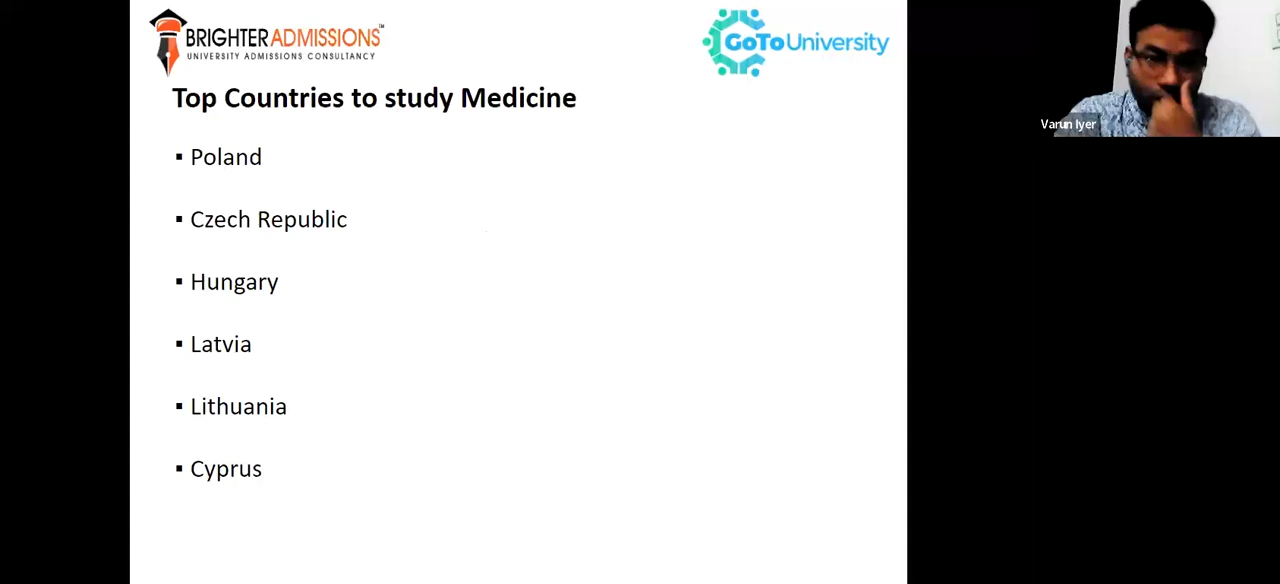 BRIGHTER ADMISSIONS™
UNIVERSITY ADMISSIONS CONSULTANCY
GoToUniversity
Top Countries to study Medicine
▪ Poland
▪ Czech Republic
▪ Hungary
▪ Latvia
▪ Lithuania
▪ Cyprus
Varun Iyer